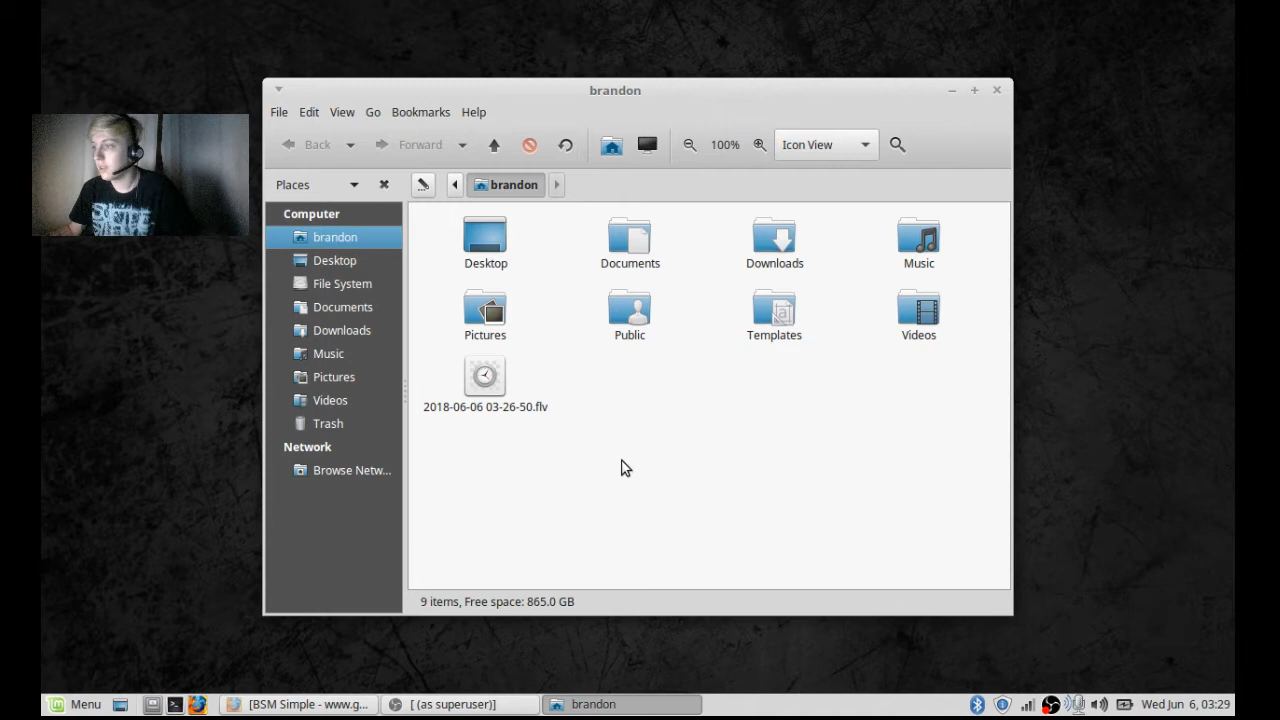 brandon
File Edit View Go Bookmarks Help
Back Forward 100% Icon View
Places brandon
Computer
brandon
Desktop
File System
Documents
Downloads
Music
Pictures
Videos
Trash
Network
Browse Netw...
Desktop Documents Downloads Music
Pictures Public Templates Videos
2018-06-06 03-26-50.flv
9 items, Free space: 865.0 GB
Menu [BSM Simple - www.g... [ (as superuser)] brandon Wed Jun 6, 03:29